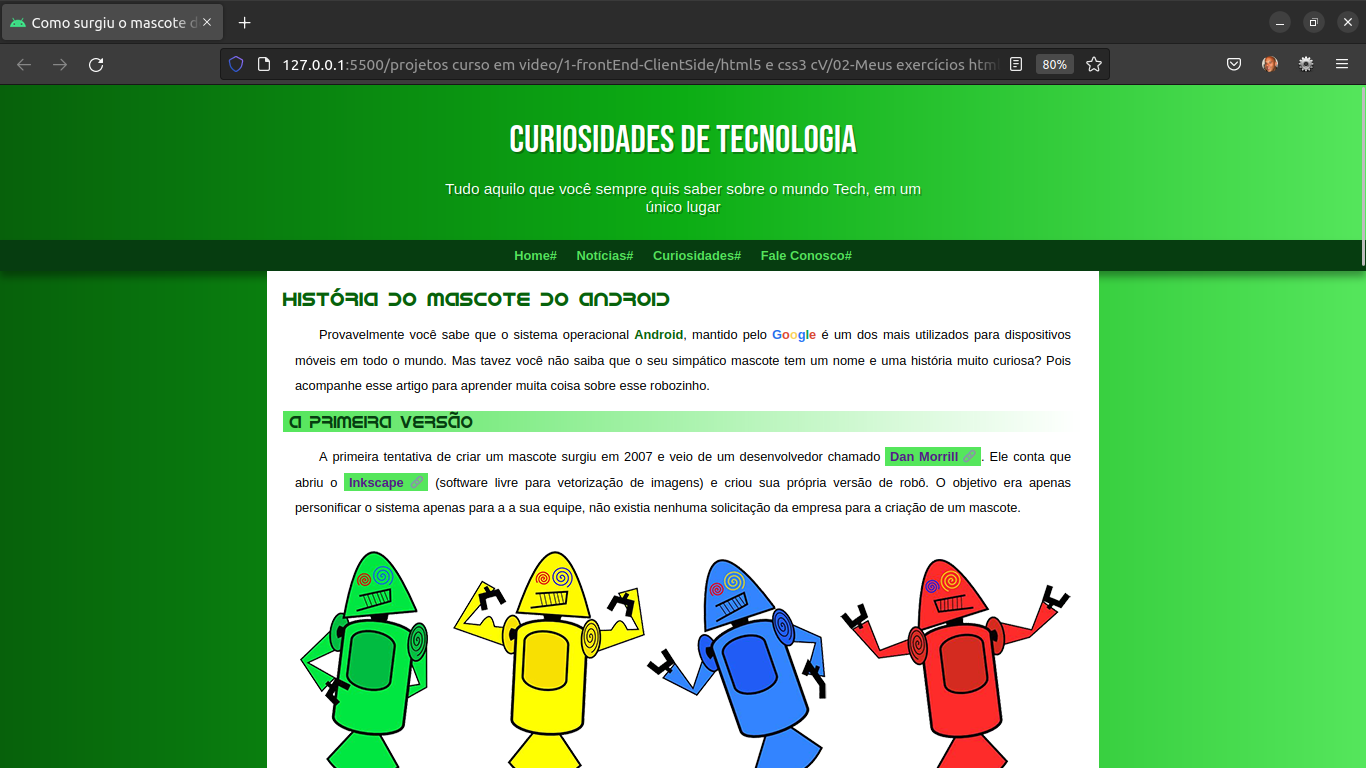 Como surgiu o mascote d
127.0.0.1:5500/projetos curso em video/1-frontEnd-ClientSide/html5 e css3 cV/02-Meus exercícios html
80%
CURIOSIDADES DE TECNOLOGIA
Tudo aquilo que você sempre quis saber sobre o mundo Tech, em um
único lugar
Home# Notícias# Curiosidades# Fale Conosco#
História do Mascote do Android
Provavelmente você sabe que o sistema operacional Android, mantido pelo Google é um dos mais utilizados para dispositivos
móveis em todo o mundo. Mas tavez você não saiba que o seu simpático mascote tem um nome e uma história muito curiosa? Pois
acompanhe esse artigo para aprender muita coisa sobre esse robozinho.
A primeira versão
A primeira tentativa de criar um mascote surgiu em 2007 e veio de um desenvolvedor chamado Dan Morrill. Ele conta que
abriu o Inkscape (software livre para vetorização de imagens) e criou sua própria versão de robô. O objetivo era apenas
personificar o sistema apenas para a a sua equipe, não existia nenhuma solicitação da empresa para a criação de um mascote.